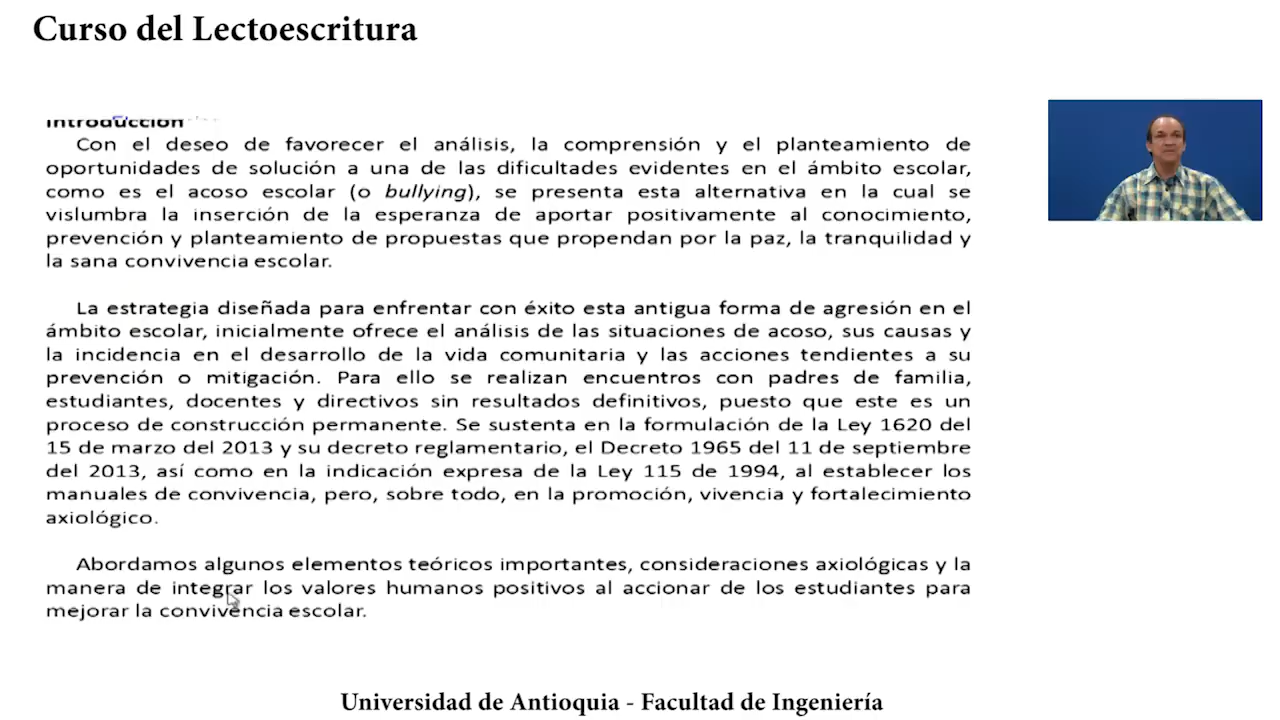 Curso del Lectoescritura
Introducción
Con el deseo de favorecer el análisis, la comprensión y el planteamiento de
oportunidades de solución a una de las dificultades evidentes en el ámbito escolar,
como es el acoso escolar (o bullying), se presenta esta alternativa en la cual se
vislumbra la inserción de la esperanza de aportar positivamente al conocimiento,
prevención y planteamiento de propuestas que propendan por la paz, la tranquilidad y
la sana convivencia escolar.
La estrategia diseñada para enfrentar con éxito esta antigua forma de agresión en el
ámbito escolar, inicialmente ofrece el análisis de las situaciones de acoso, sus causas y
la incidencia en el desarrollo de la vida comunitaria y las acciones tendientes a su
prevención o mitigación. Para ello se realizan encuentros con padres de familia,
estudiantes, docentes y directivos sin resultados definitivos, puesto que este es un
proceso de construcción permanente. Se sustenta en la formulación de la Ley 1620 del
15 de marzo del 2013 y su decreto reglamentario, el Decreto 1965 del 11 de septiembre
del 2013, así como en la indicación expresa de la Ley 115 de 1994, al establecer los
manuales de convivencia, pero, sobre todo, en la promoción, vivencia y fortalecimiento
axiológico.
Abordamos algunos elementos teóricos importantes, consideraciones axiológicas y la
manera de integrar los valores humanos positivos al accionar de los estudiantes para
mejorar la convivencia escolar.
Universidad de Antioquia - Facultad de Ingeniería